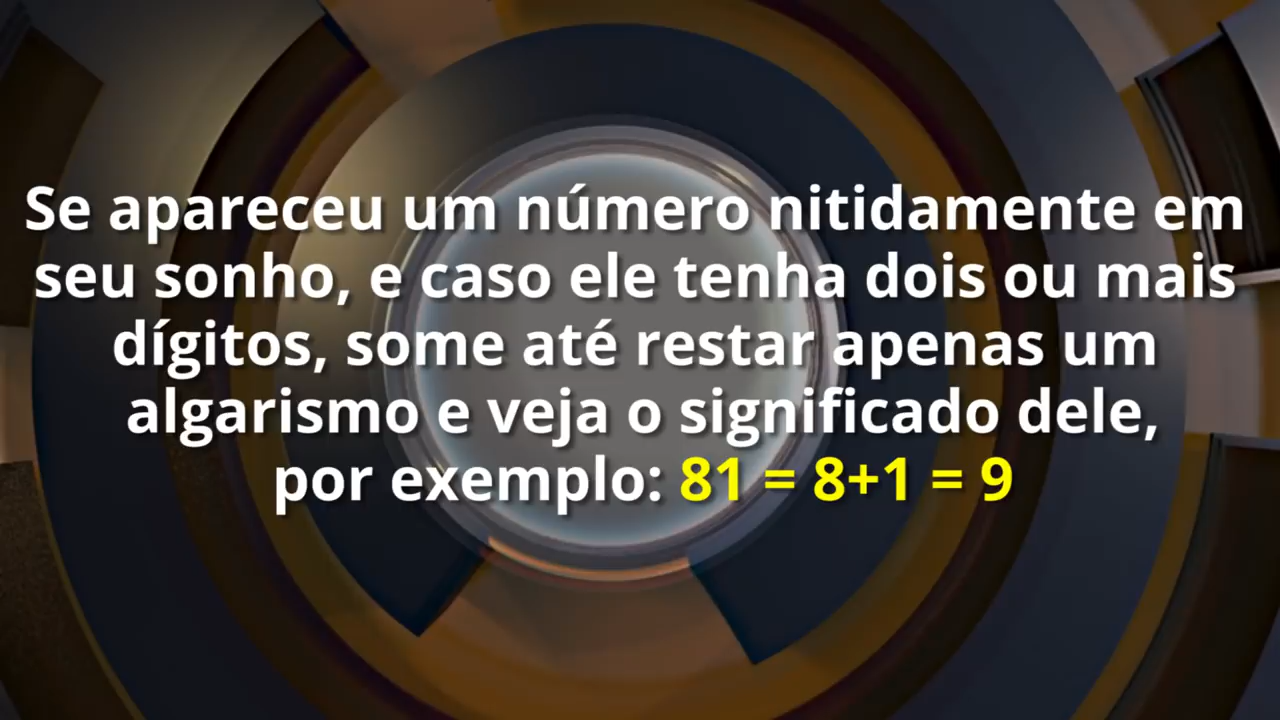 Se apareceu um número nitidamente em
seu sonho, e caso ele tenha dois ou mais
dígitos, some até restar apenas um
algarismo e veja o significado dele,
por exemplo: 81 = 8+1 = 9